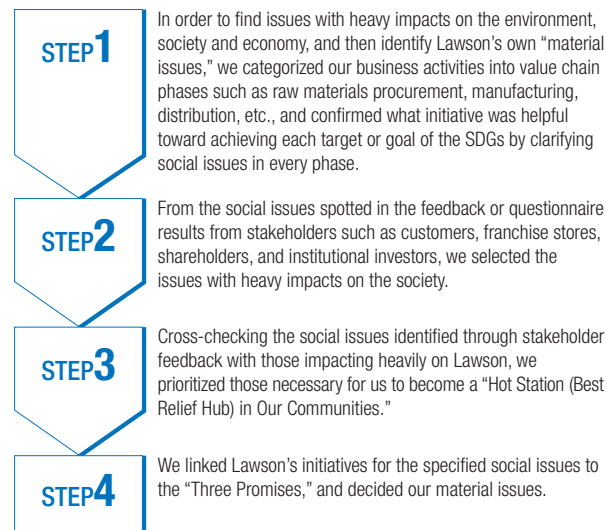 STEP1
In order to find issues with heavy impacts on the environment,
society and economy, and then identify Lawson's own “material
issues,” we categorized our business activities into value chain
phases such as raw materials procurement, manufacturing,
distribution, etc., and confirmed what initiative was helpful
toward achieving each target or goal of the SDGs by clarifying
social issues in every phase.
STEP2
From the social issues spotted in the feedback or questionnaire
results from stakeholders such as customers, franchise stores,
shareholders, and institutional investors, we selected the
issues with heavy impacts on the society.
STEP3
Cross-checking the social issues identified through stakeholder
feedback with those impacting heavily on Lawson, we
prioritized those necessary for us to become a “Hot Station (Best
Relief Hub) in Our Communities.”
STEP4
We linked Lawson's initiatives for the specified social issues to
the “Three Promises,” and decided our material issues.